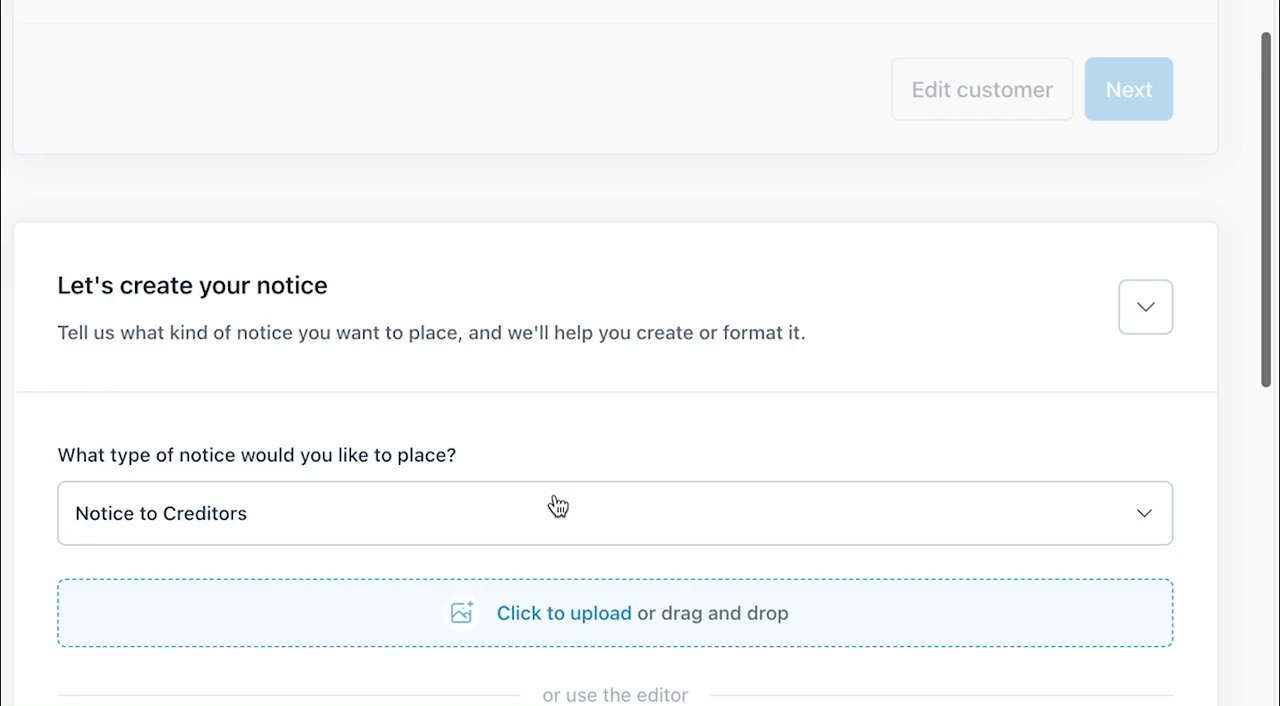 Edit customer
Next
Let's create your notice
Tell us what kind of notice you want to place, and we'll help you create or format it.
What type of notice would you like to place?
Notice to Creditors
Click to upload or drag and drop
or use the editor